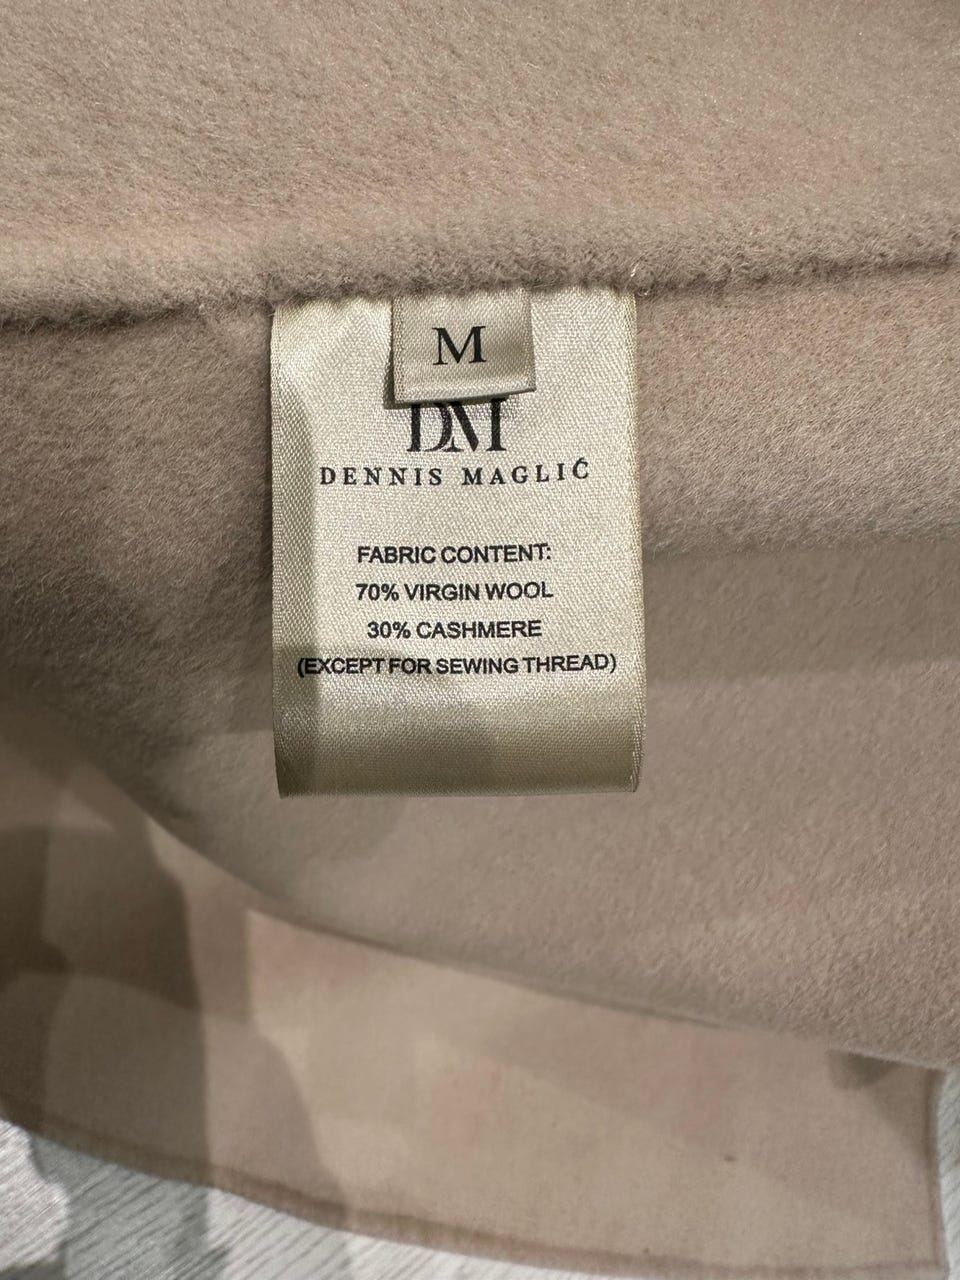 M
DM
DENNIS MAGLIĆ
FABRIC CONTENT:
70% VIRGIN WOOL
30% CASHMERE
(EXCEPT FOR SEWING THREAD)